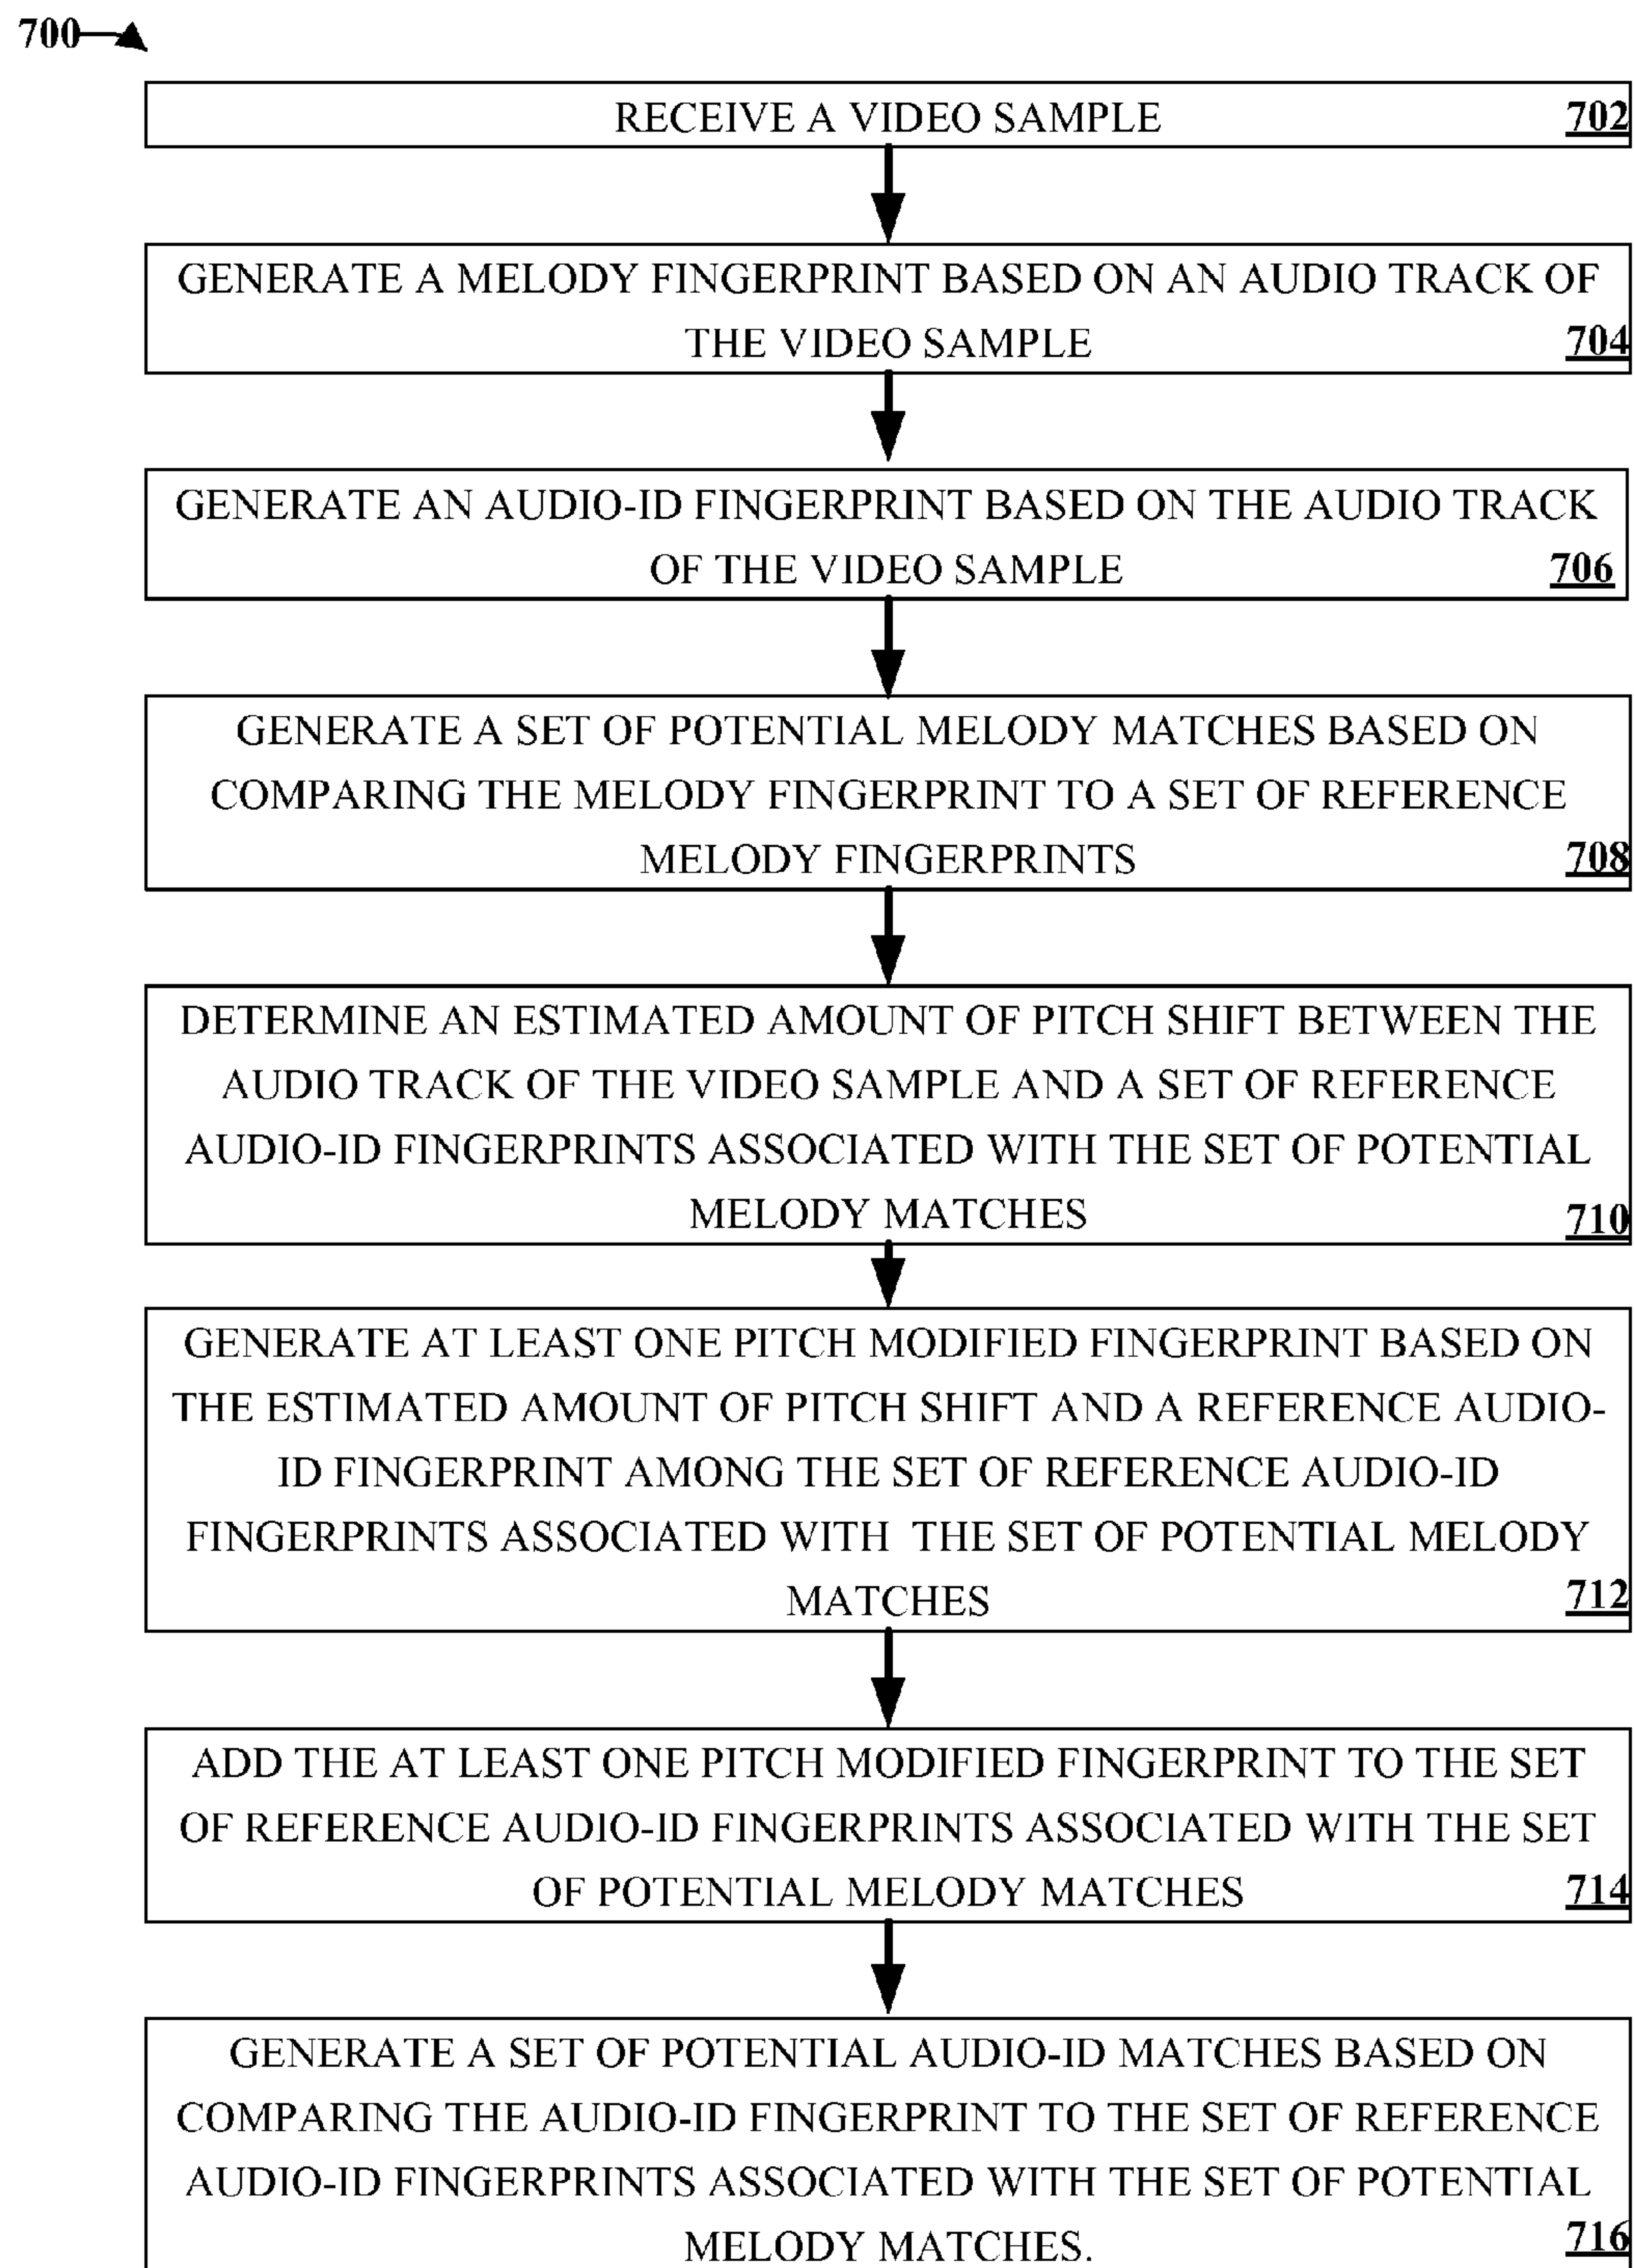 700
RECEIVE A VIDEO SAMPLE 702
GENERATE A MELODY FINGERPRINT BASED ON AN AUDIO TRACK OF
THE VIDEO SAMPLE 704
GENERATE AN AUDIO-ID FINGERPRINT BASED ON THE AUDIO TRACK
OF THE VIDEO SAMPLE 706
GENERATE A SET OF POTENTIAL MELODY MATCHES BASED ON
COMPARING THE MELODY FINGERPRINT TO A SET OF REFERENCE
MELODY FINGERPRINTS 708
DETERMINE AN ESTIMATED AMOUNT OF PITCH SHIFT BETWEEN THE
AUDIO TRACK OF THE VIDEO SAMPLE AND A SET OF REFERENCE
AUDIO-ID FINGERPRINTS ASSOCIATED WITH THE SET OF POTENTIAL
MELODY MATCHES 710
GENERATE AT LEAST ONE PITCH MODIFIED FINGERPRINT BASED ON
THE ESTIMATED AMOUNT OF PITCH SHIFT AND A REFERENCE AUDIO-
ID FINGERPRINT AMONG THE SET OF REFERENCE AUDIO-ID
FINGERPRINTS ASSOCIATED WITH THE SET OF POTENTIAL MELODY
MATCHES 712
ADD THE AT LEAST ONE PITCH MODIFIED FINGERPRINT TO THE SET
OF REFERENCE AUDIO-ID FINGERPRINTS ASSOCIATED WITH THE SET
OF POTENTIAL MELODY MATCHES 714
GENERATE A SET OF POTENTIAL AUDIO-ID MATCHES BASED ON
COMPARING THE AUDIO-ID FINGERPRINT TO THE SET OF REFERENCE
AUDIO-ID FINGERPRINTS ASSOCIATED WITH THE SET OF POTENTIAL
MELODY MATCHES. 716